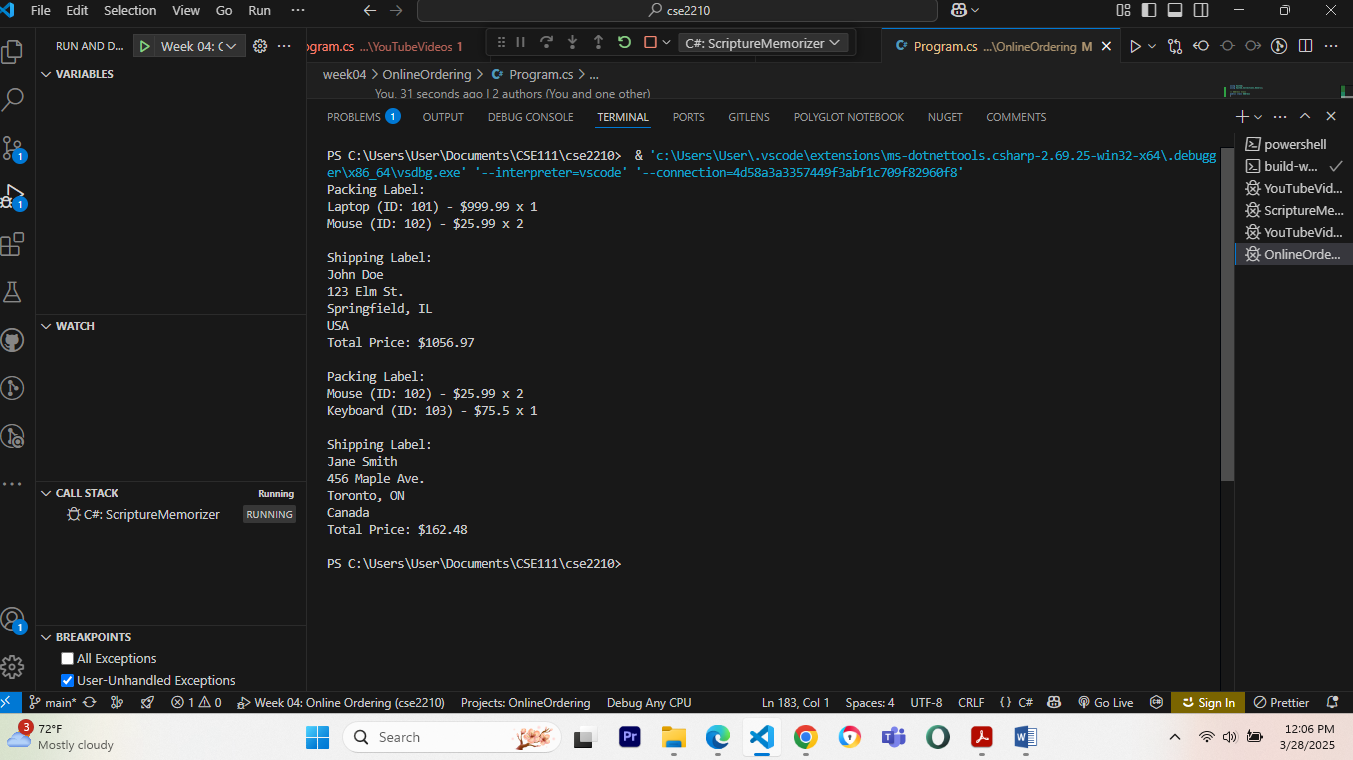 File Edit Selection View Go Run ··· cse2210
RUN AND D... Week 04: C ··· ogram.cs ...\YouTubeVideos 1 C#: ScriptureMemorizer Program.cs ...\OnlineOrdering M
VARIABLES
week04 > OnlineOrdering > Program.cs > ...
You, 31 seconds ago | 2 authors (You and one other)
PROBLEMS 1 OUTPUT DEBUG CONSOLE TERMINAL PORTS GITLENS POLYGLOT NOTEBOOK NUGET COMMENTS
PS C:\Users\User\Documents\CSE111\cse2210> & 'c:\Users\User\.vscode\extensions\ms-dotnettools.csharp-2.69.25-win32-x64\.debugg
er\x86_64\vsdbg.exe' '--interpreter=vscode' '--connection=4d58a3a3357449f3abf1c709f82960f8'
Packing Label:
Laptop (ID: 101) - $999.99 x 1
Mouse (ID: 102) - $25.99 x 2
Shipping Label:
John Doe
123 Elm St.
Springfield, IL
USA
Total Price: $1056.97
Packing Label:
Mouse (ID: 102) - $25.99 x 2
Keyboard (ID: 103) - $75.5 x 1
Shipping Label:
Jane Smith
456 Maple Ave.
Toronto, ON
Canada
Total Price: $162.48
PS C:\Users\User\Documents\CSE111\cse2210>
powershell
build-w...
YouTubeVid...
ScriptureMe...
YouTubeVid...
OnlineOrde...
1
1
1
WATCH
CALL STACK Running
C#: ScriptureMemorizer RUNNING
BREAKPOINTS
All Exceptions
User-Unhandled Exceptions
main* 1 0 Week 04: Online Ordering (cse2210) Projects: OnlineOrdering Debug Any CPU Ln 183, Col 1 Spaces: 4 UTF-8 CRLF {} C# Go Live Sign In Prettier
3 72°F
Mostly cloudy
Search
Pr
12:06 PM
3/28/2025